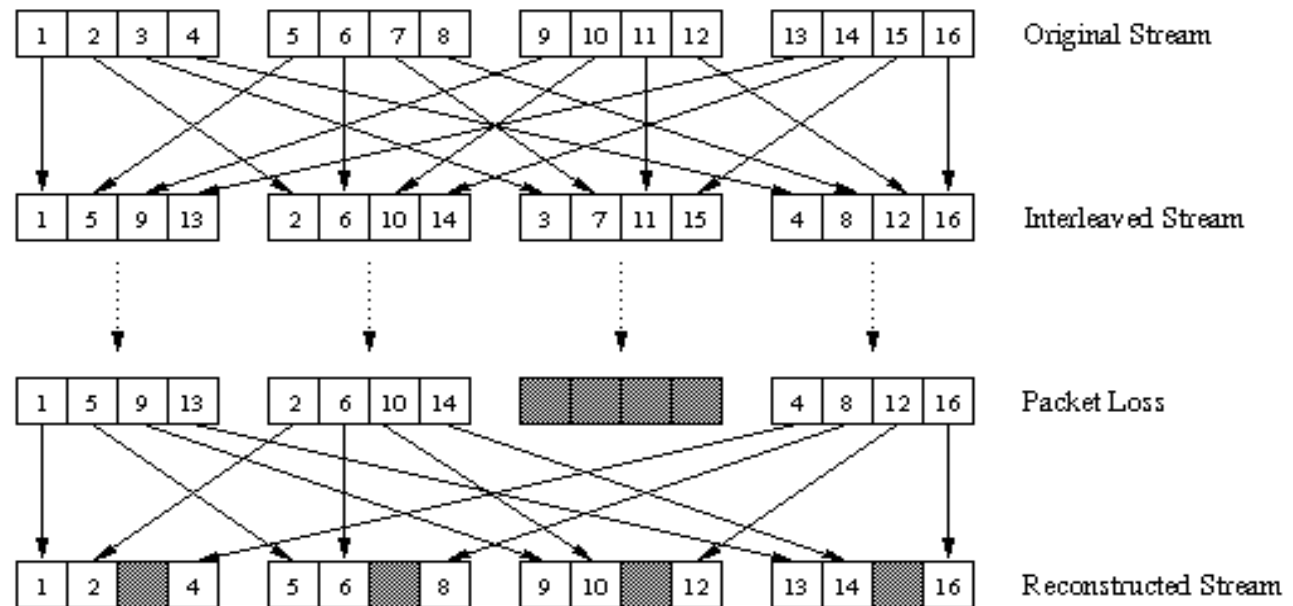 1 2 3 4 5 6 7 8 9 10 11 12 13 14 15 16 Original Stream
1 5 9 13 2 6 10 14 3 7 11 15 4 8 12 16 Interleaved Stream
1 5 9 13 2 6 10 14 4 8 12 16 Packet Loss
1 2 4 5 6 8 9 10 12 13 14 16 Reconstructed Stream